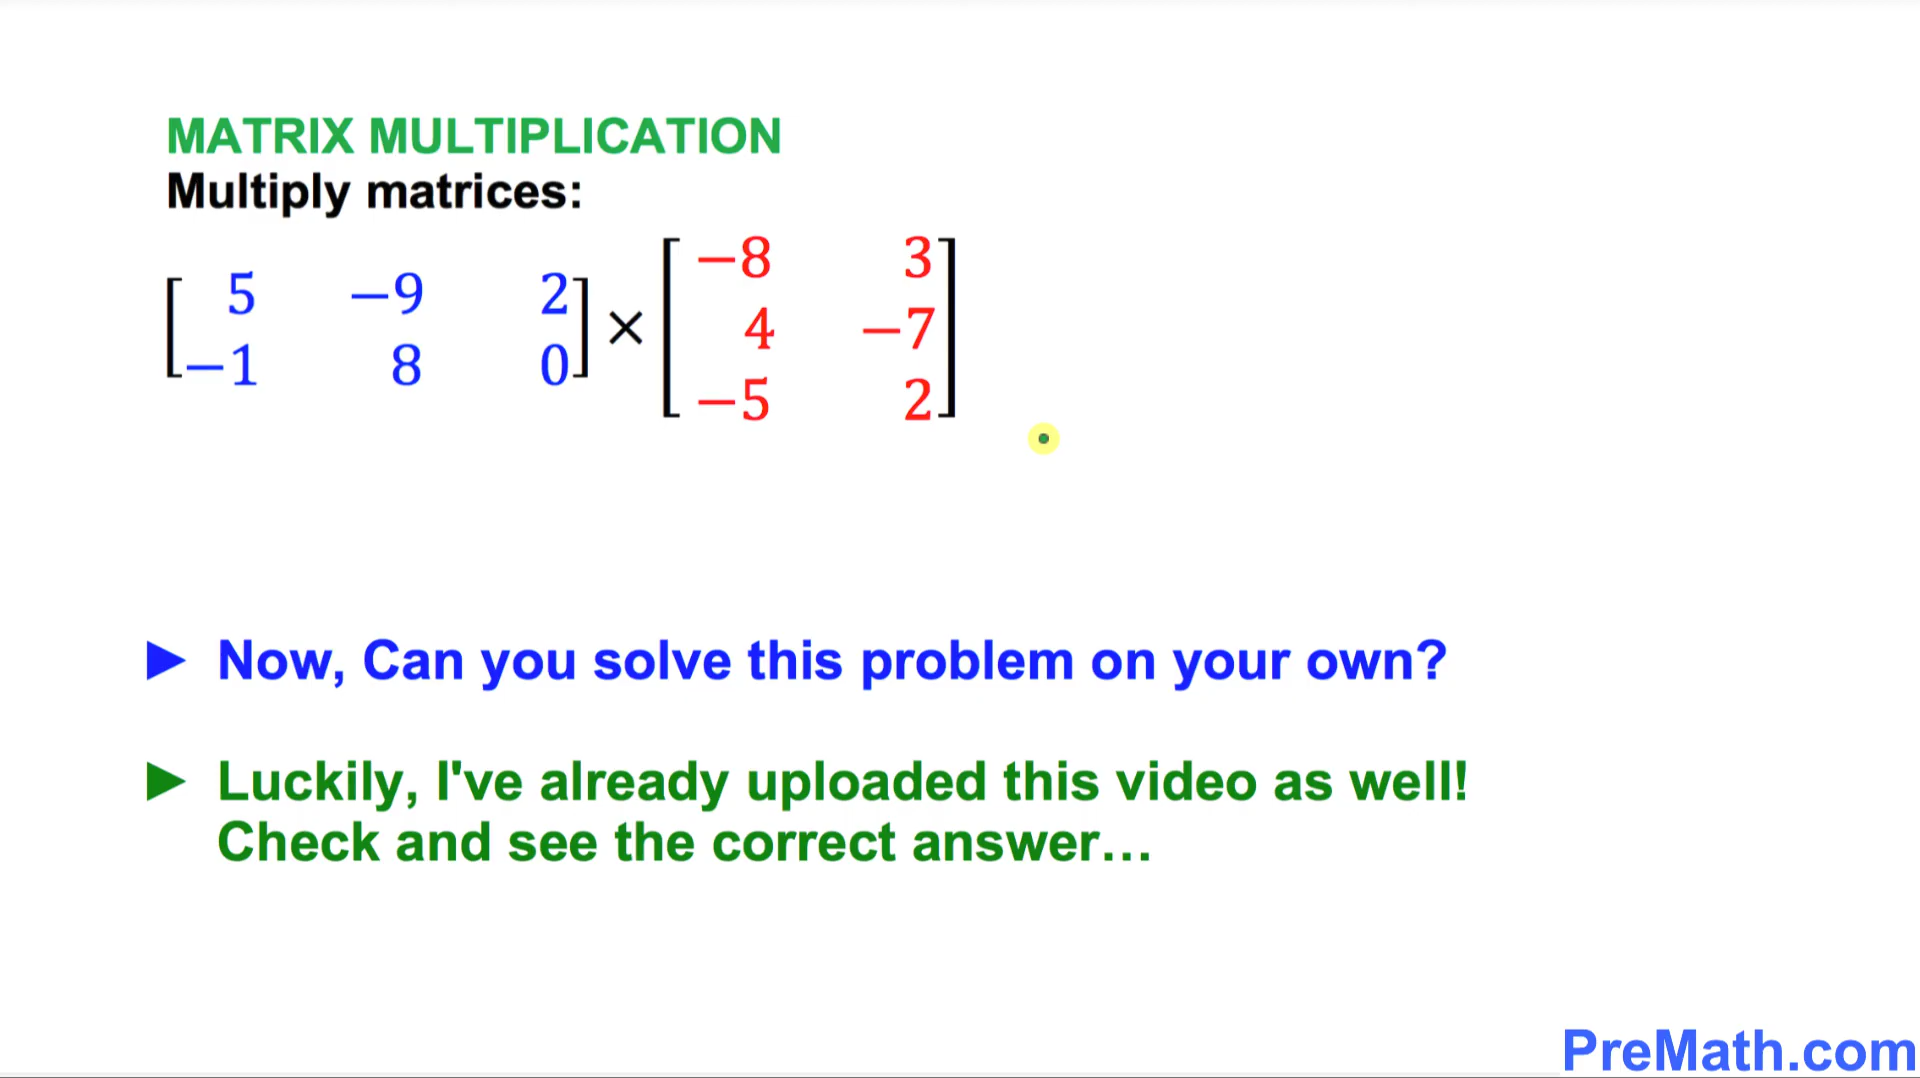 MATRIX MULTIPLICATION
Multiply matrices:
[5 −9 2] × [−8 3]
[−1 8 0] [4 −7]
[−5 2]
► Now, Can you solve this problem on your own?
► Luckily, I've already uploaded this video as well!
Check and see the correct answer...
PreMath.com